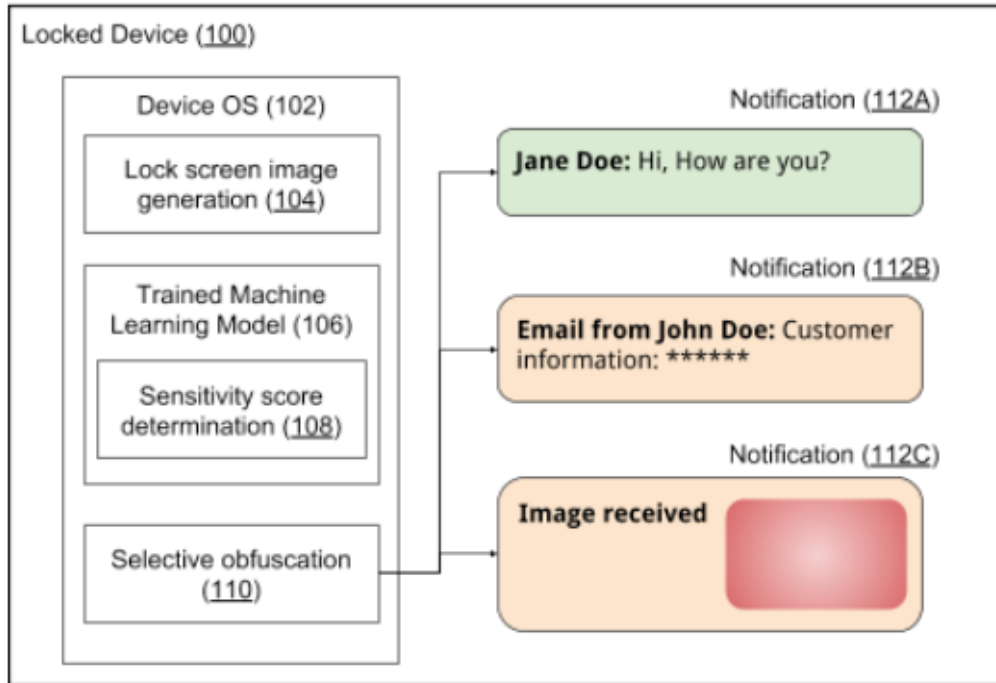 Locked Device (100)
Device OS (102)
Lock screen image
generation (104)
Trained Machine
Learning Model (106)
Sensitivity score
determination (108)
Selective obfuscation
(110)
Notification (112A)
Jane Doe: Hi, How are you?
Notification (112B)
Email from John Doe: Customer
information: ******
Notification (112C)
Image received